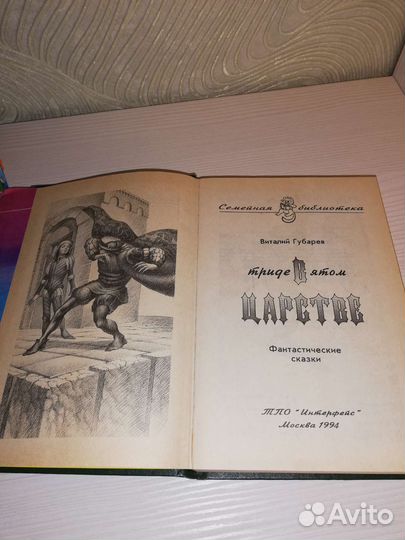 Семейная библиотека
Виталий Губарев
В
тридевятом
ЦАРСТВЕ
Фантастические
сказки
ТПО "Интерфейс"
Москва 1994
Avito